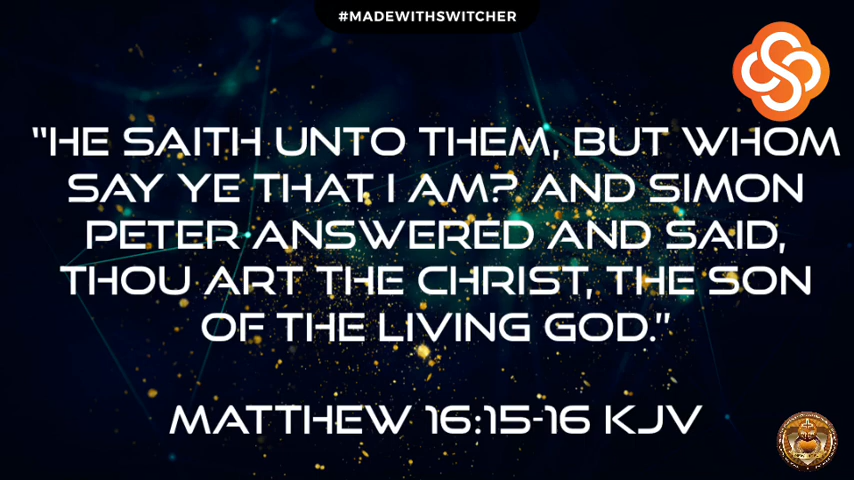 #MADEWITHSWITCHER
"HE SAITH UNTO THEM, BUT WHOM
SAY YE THAT I AM? AND SIMON
PETER ANSWERED AND SAID,
THOU ART THE CHRIST, THE SON
OF THE LIVING GOD."
MATTHEW 16:15-16 KJV